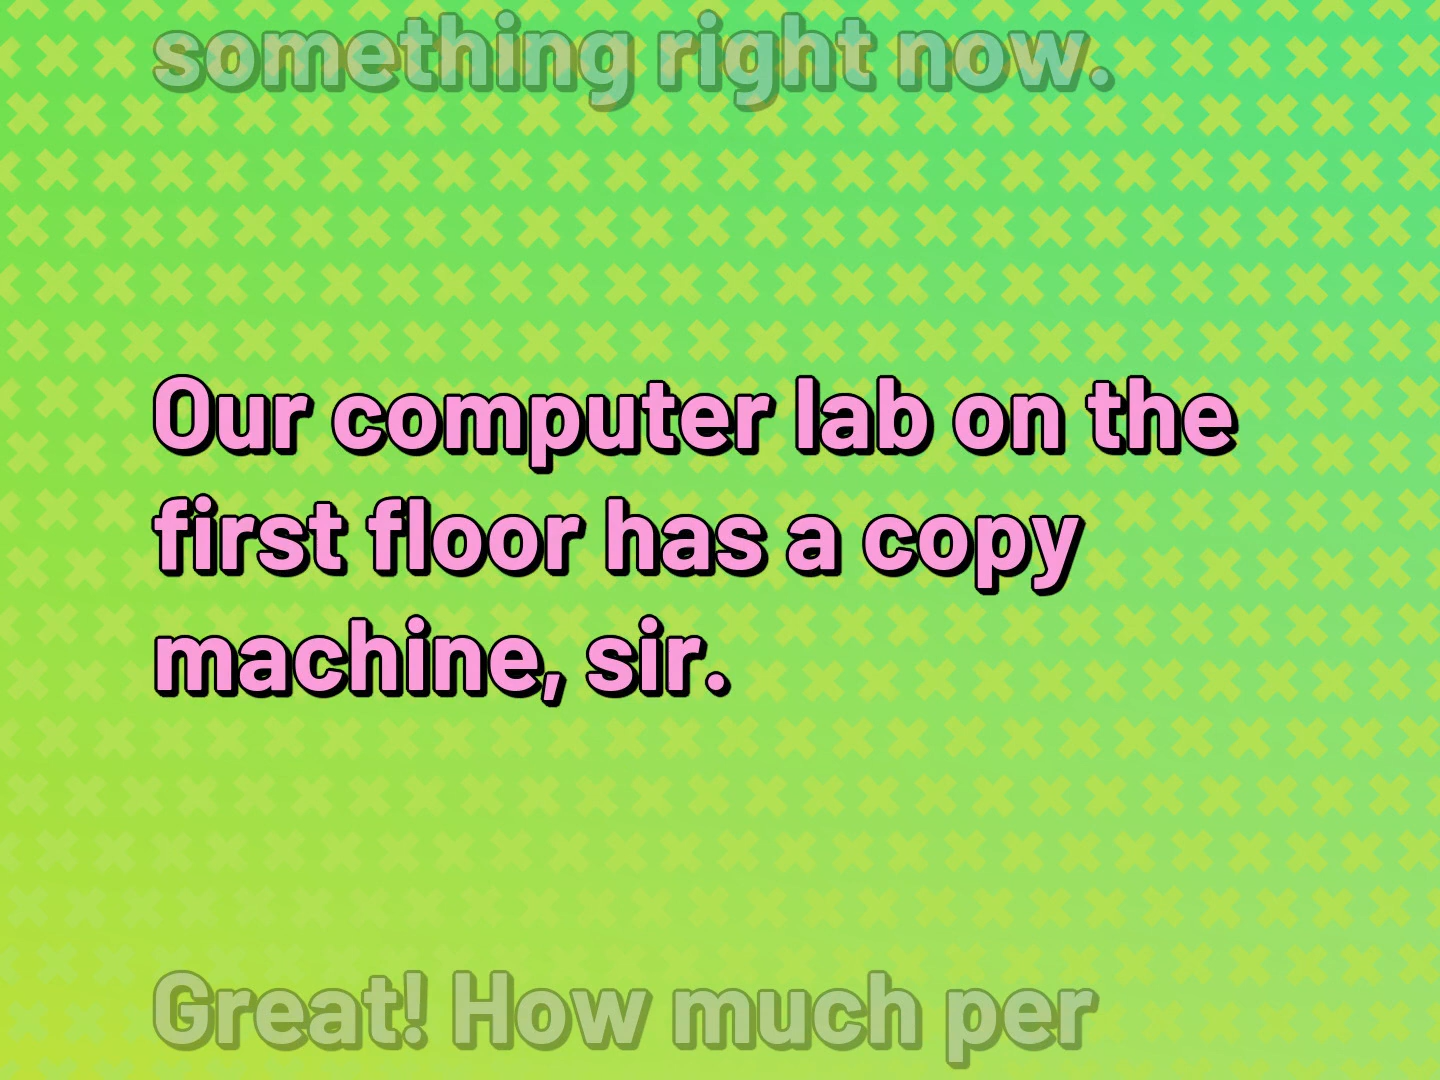 something right now.
Our computer lab on the
first floor has a copy
machine, sir.
Great! How much per